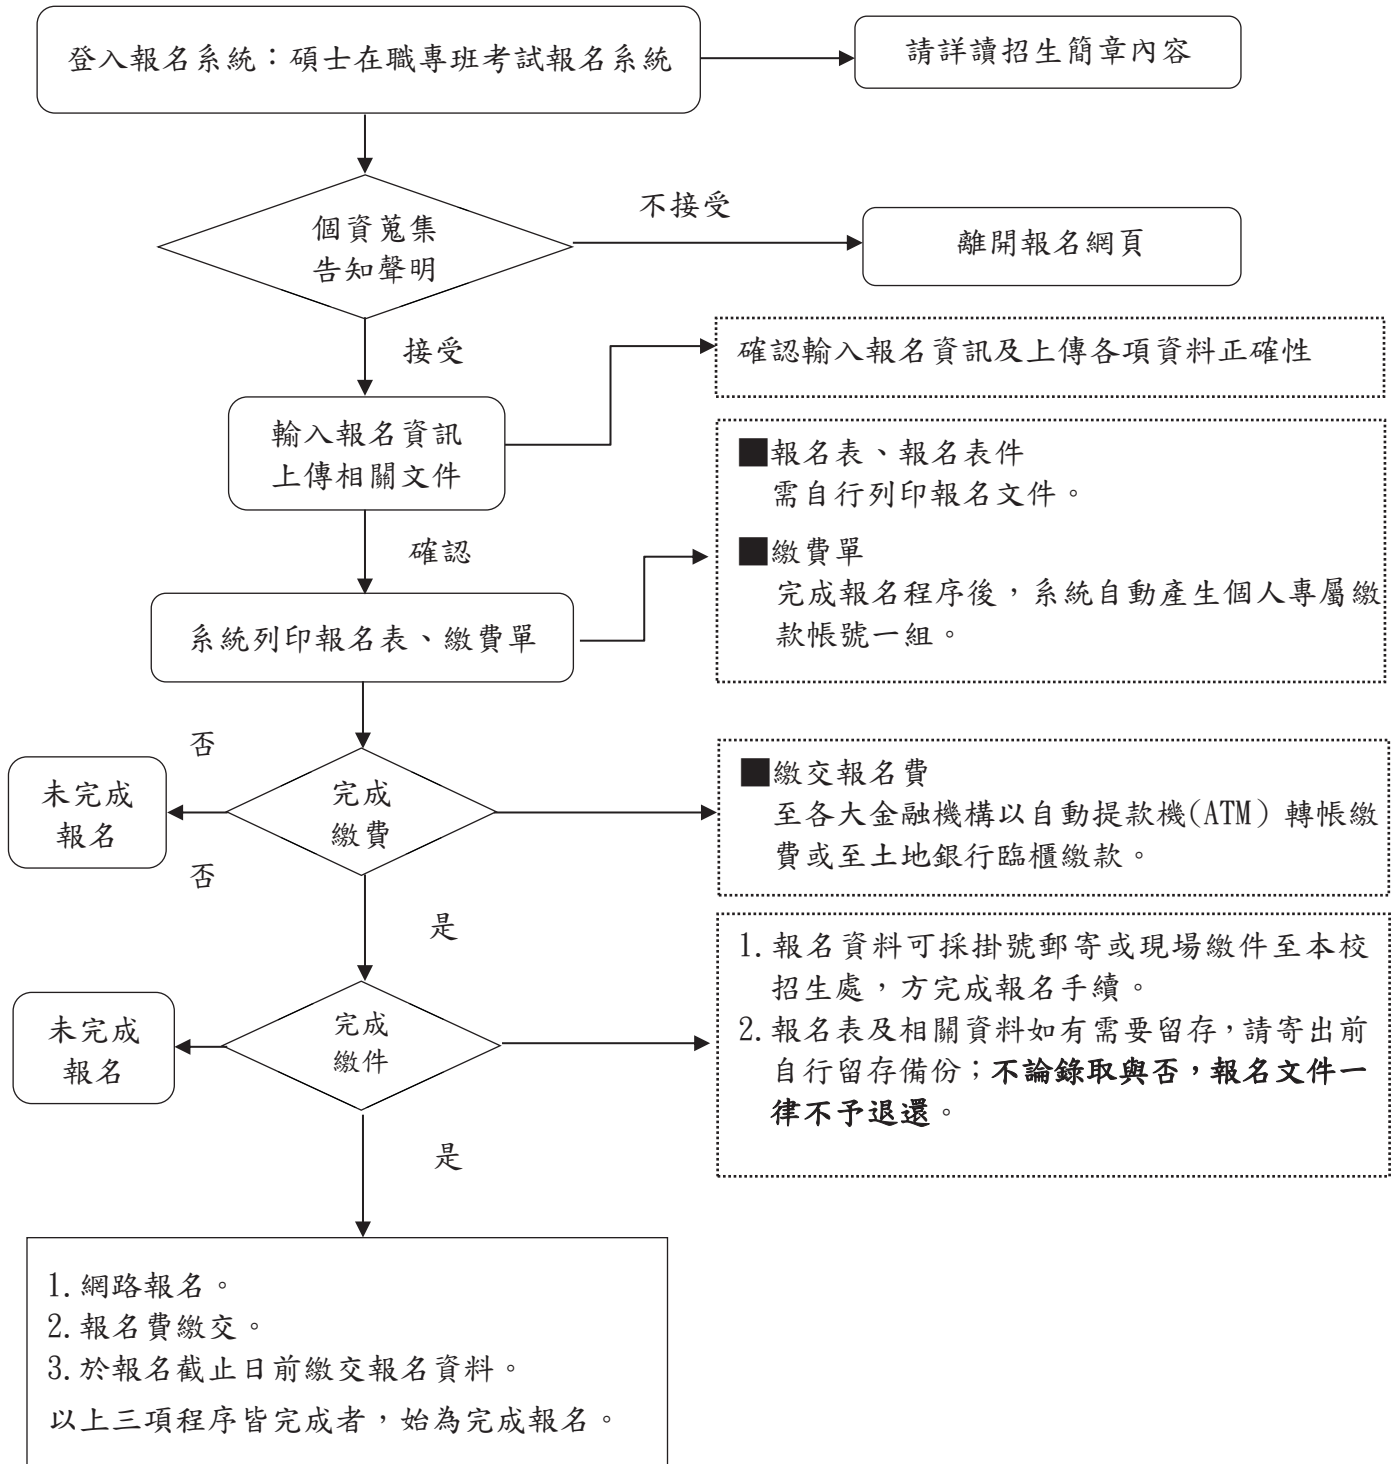 登入報名系統：碩士在職專班考試報名系統
請詳讀招生簡章內容
個資蒐集
告知聲明
不接受
離開報名網頁
接受
確認輸入報名資訊及上傳各項資料正確性
輸入報名資訊
上傳相關文件
■報名表、報名表件
需自行列印報名文件。
確認
■繳費單
完成報名程序後，系統自動產生個人專屬繳
款帳號一組。
系統列印報名表、繳費單
否
未完成
報名
完成
繳費
■繳交報名費
至各大金融機構以自動提款機(ATM) 轉帳繳
費或至土地銀行臨櫃繳款。
否
是
1.報名資料可採掛號郵寄或現場繳件至本校
招生處，方完成報名手續。
2.報名表及相關資料如有需要留存，請寄出前
自行留存備份；不論錄取與否，報名文件一
律不予退還。
未完成
報名
完成
繳件
是
1.網路報名。
2.報名費繳交。
3.於報名截止日前繳交報名資料。
以上三項程序皆完成者，始為完成報名。